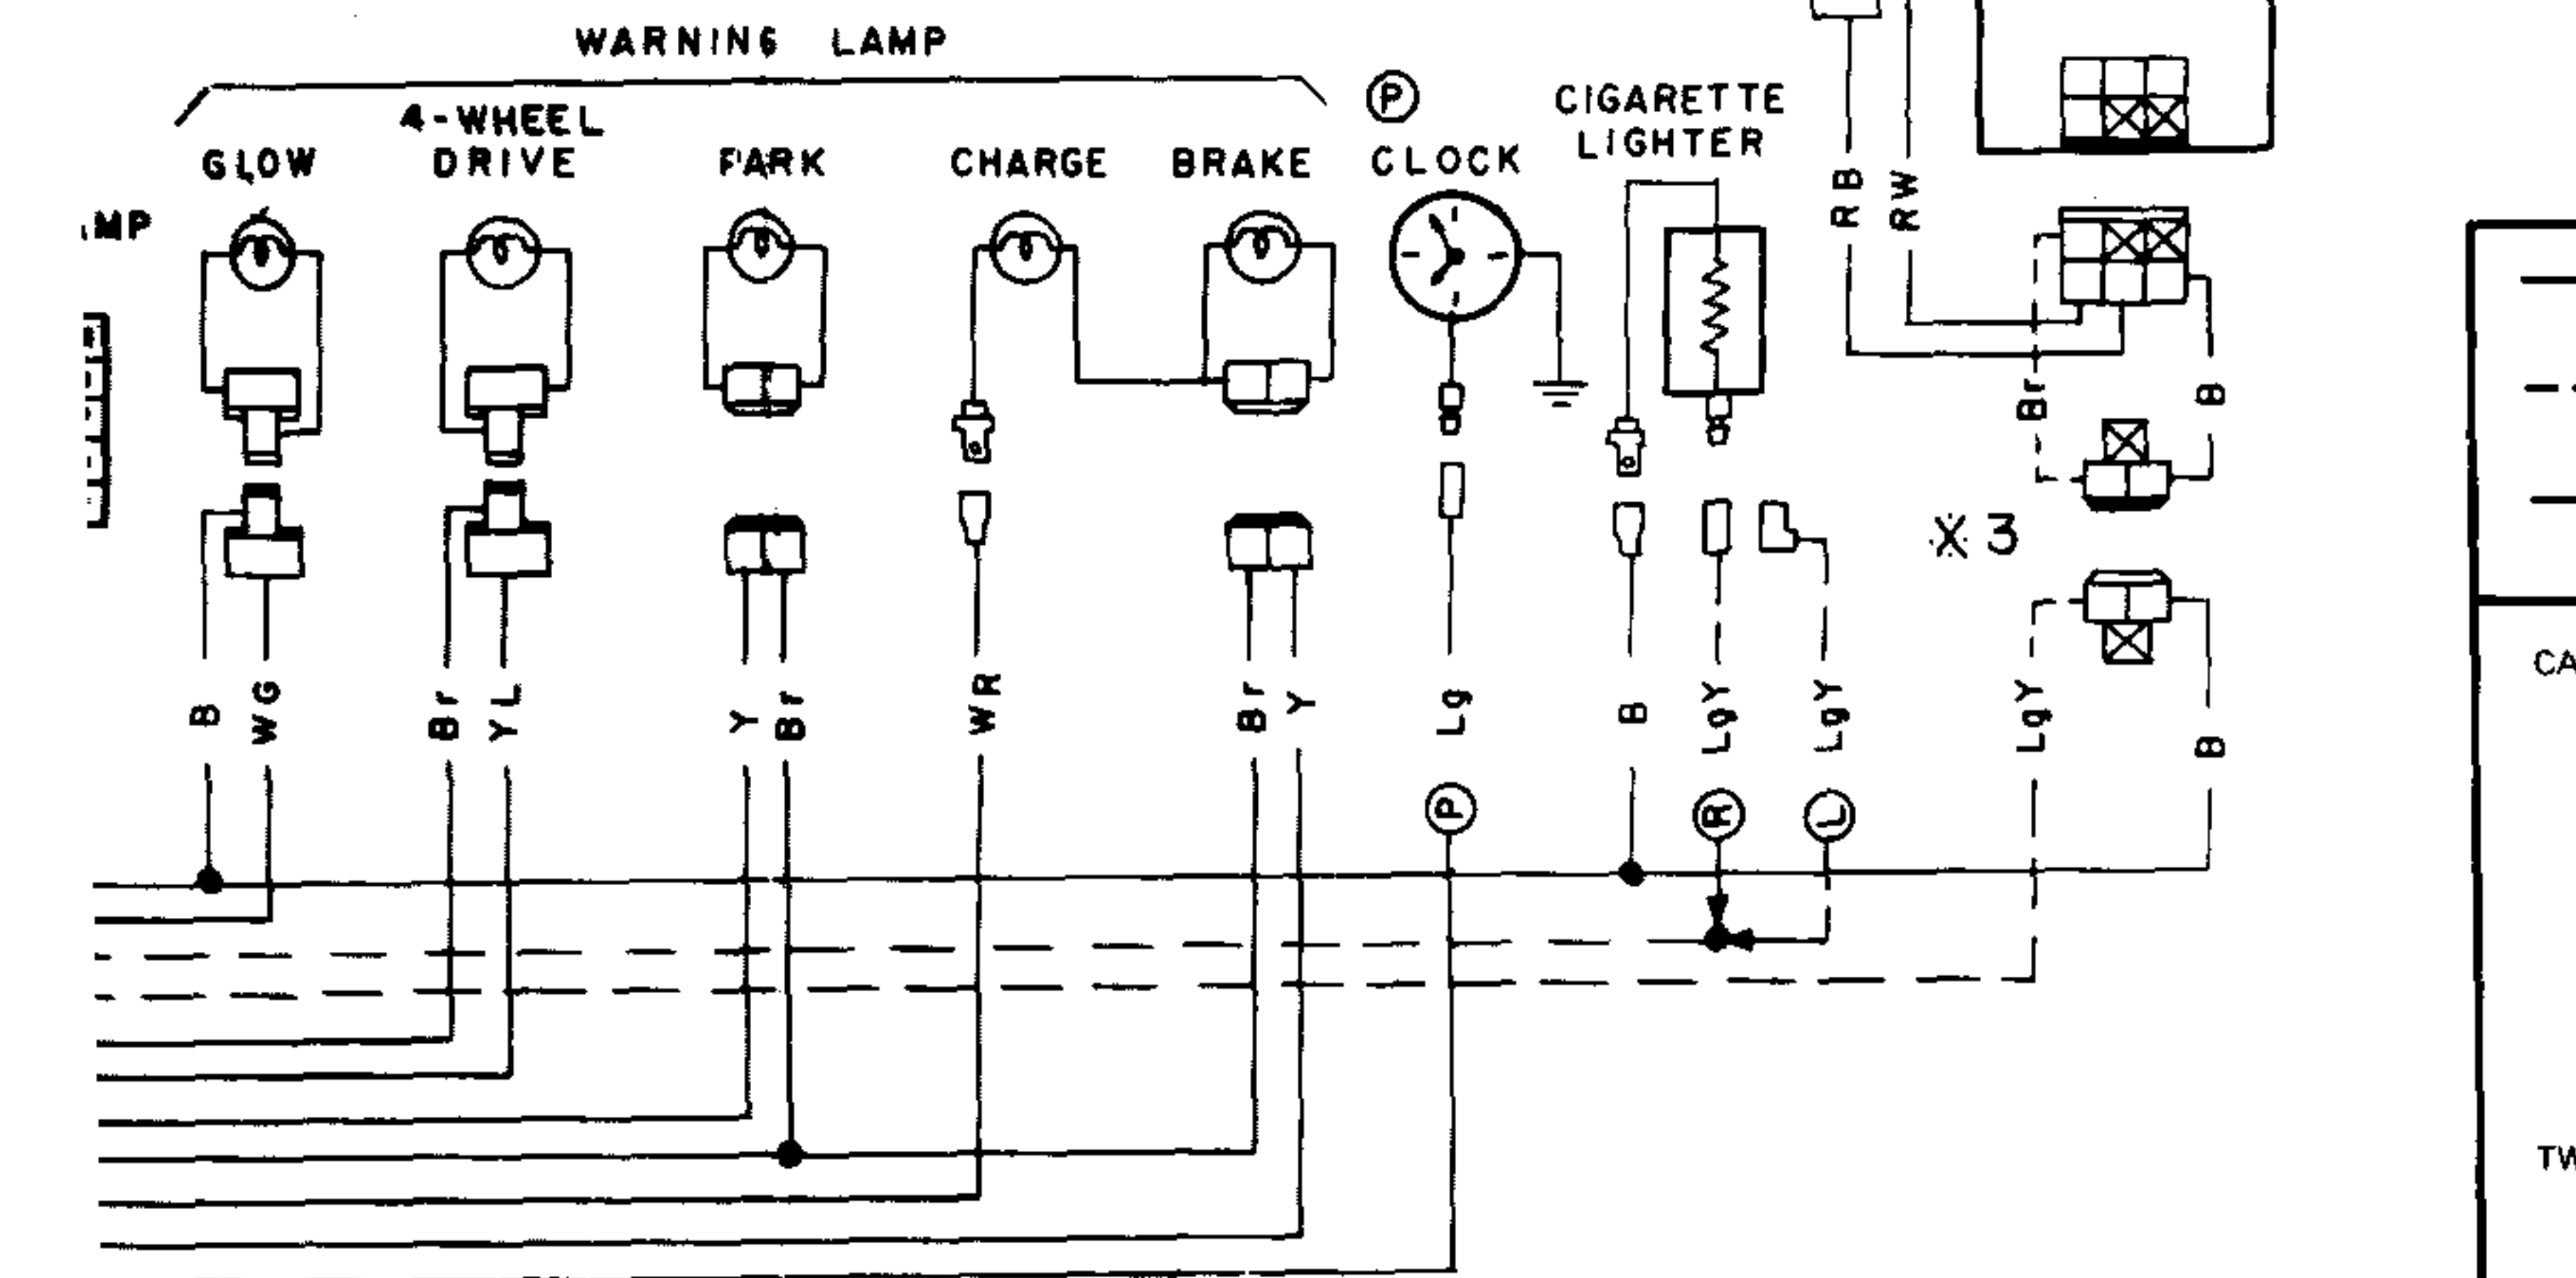 WARNING LAMP
4-WHEEL DRIVE
GLOW
PARK
CHARGE
BRAKE
P
CLOCK
CIGARETTE
LIGHTER
RB
RW
Br
B
※3
B
WG
Br
YL
Y
Br
WR
Br
Y
Lg
B
LgY
LgY
LgY
B
P
R
L